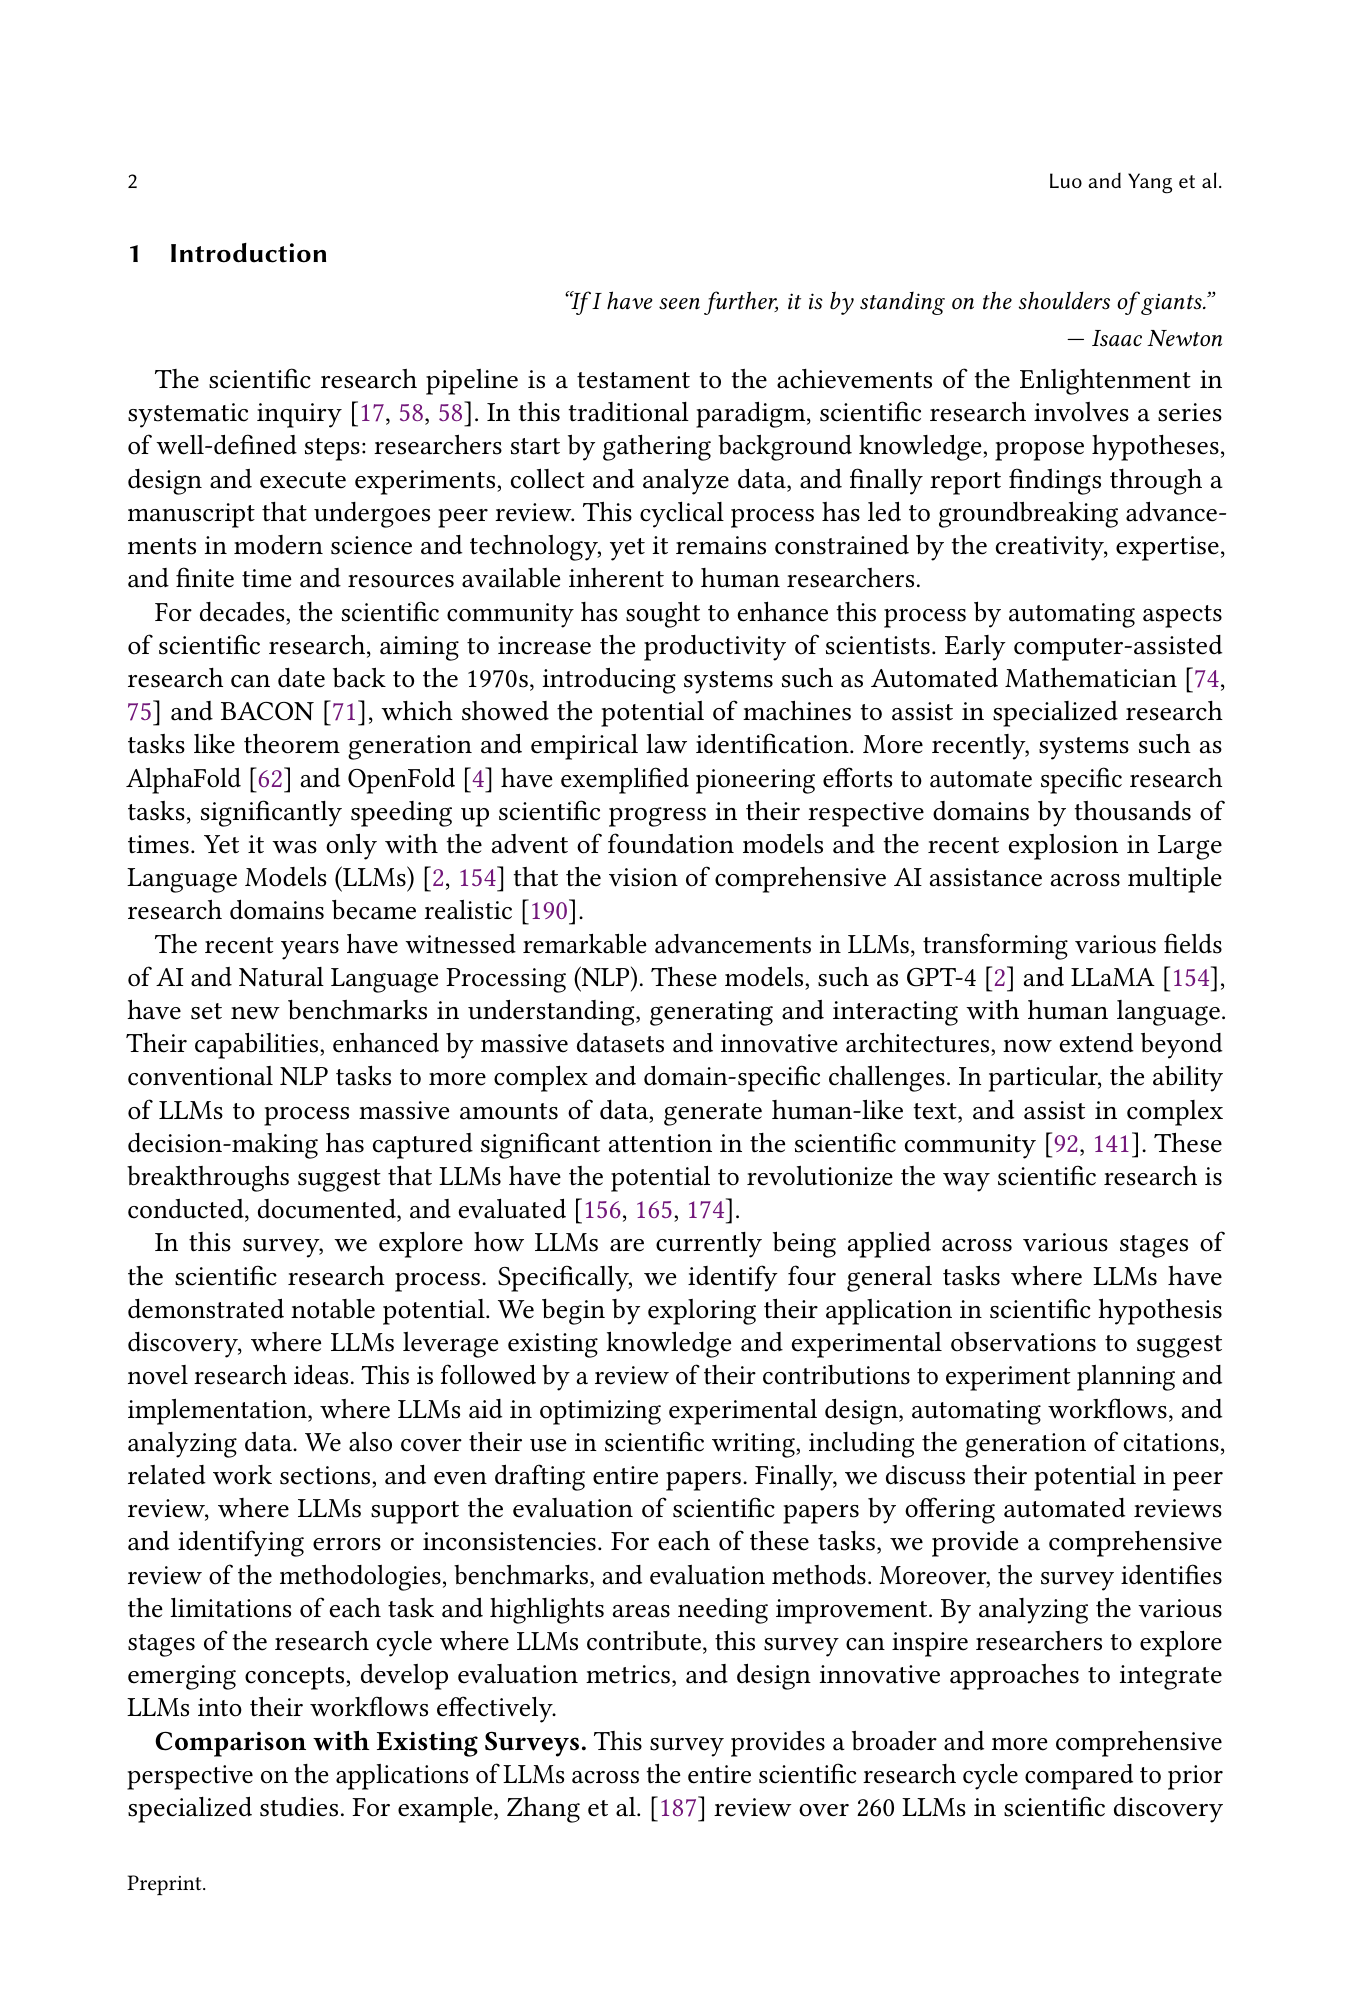 2
Luo and Yang et al.
1 Introduction
“If I have seen further, it is by standing on the shoulders of giants.”
— Isaac Newton
The scientific research pipeline is a testament to the achievements of the Enlightenment in
systematic inquiry [17, 58, 58]. In this traditional paradigm, scientific research involves a series
of well-defined steps: researchers start by gathering background knowledge, propose hypotheses,
design and execute experiments, collect and analyze data, and finally report findings through a
manuscript that undergoes peer review. This cyclical process has led to groundbreaking advance-
ments in modern science and technology, yet it remains constrained by the creativity, expertise,
and finite time and resources available inherent to human researchers.
For decades, the scientific community has sought to enhance this process by automating aspects
of scientific research, aiming to increase the productivity of scientists. Early computer-assisted
research can date back to the 1970s, introducing systems such as Automated Mathematician [74,
75] and BACON [71], which showed the potential of machines to assist in specialized research
tasks like theorem generation and empirical law identification. More recently, systems such as
AlphaFold [62] and OpenFold [4] have exemplified pioneering efforts to automate specific research
tasks, significantly speeding up scientific progress in their respective domains by thousands of
times. Yet it was only with the advent of foundation models and the recent explosion in Large
Language Models (LLMs) [2, 154] that the vision of comprehensive AI assistance across multiple
research domains became realistic [190].
The recent years have witnessed remarkable advancements in LLMs, transforming various fields
of AI and Natural Language Processing (NLP). These models, such as GPT-4 [2] and LLaMA [154],
have set new benchmarks in understanding, generating and interacting with human language.
Their capabilities, enhanced by massive datasets and innovative architectures, now extend beyond
conventional NLP tasks to more complex and domain-specific challenges. In particular, the ability
of LLMs to process massive amounts of data, generate human-like text, and assist in complex
decision-making has captured significant attention in the scientific community [92, 141]. These
breakthroughs suggest that LLMs have the potential to revolutionize the way scientific research is
conducted, documented, and evaluated [156, 165, 174].
In this survey, we explore how LLMs are currently being applied across various stages of
the scientific research process. Specifically, we identify four general tasks where LLMs have
demonstrated notable potential. We begin by exploring their application in scientific hypothesis
discovery, where LLMs leverage existing knowledge and experimental observations to suggest
novel research ideas. This is followed by a review of their contributions to experiment planning and
implementation, where LLMs aid in optimizing experimental design, automating workflows, and
analyzing data. We also cover their use in scientific writing, including the generation of citations,
related work sections, and even drafting entire papers. Finally, we discuss their potential in peer
review, where LLMs support the evaluation of scientific papers by offering automated reviews
and identifying errors or inconsistencies. For each of these tasks, we provide a comprehensive
review of the methodologies, benchmarks, and evaluation methods. Moreover, the survey identifies
the limitations of each task and highlights areas needing improvement. By analyzing the various
stages of the research cycle where LLMs contribute, this survey can inspire researchers to explore
emerging concepts, develop evaluation metrics, and design innovative approaches to integrate
LLMs into their workflows effectively.
Comparison with Existing Surveys. This survey provides a broader and more comprehensive
perspective on the applications of LLMs across the entire scientific research cycle compared to prior
specialized studies. For example, Zhang et al. [187] review over 260 LLMs in scientific discovery
Preprint.